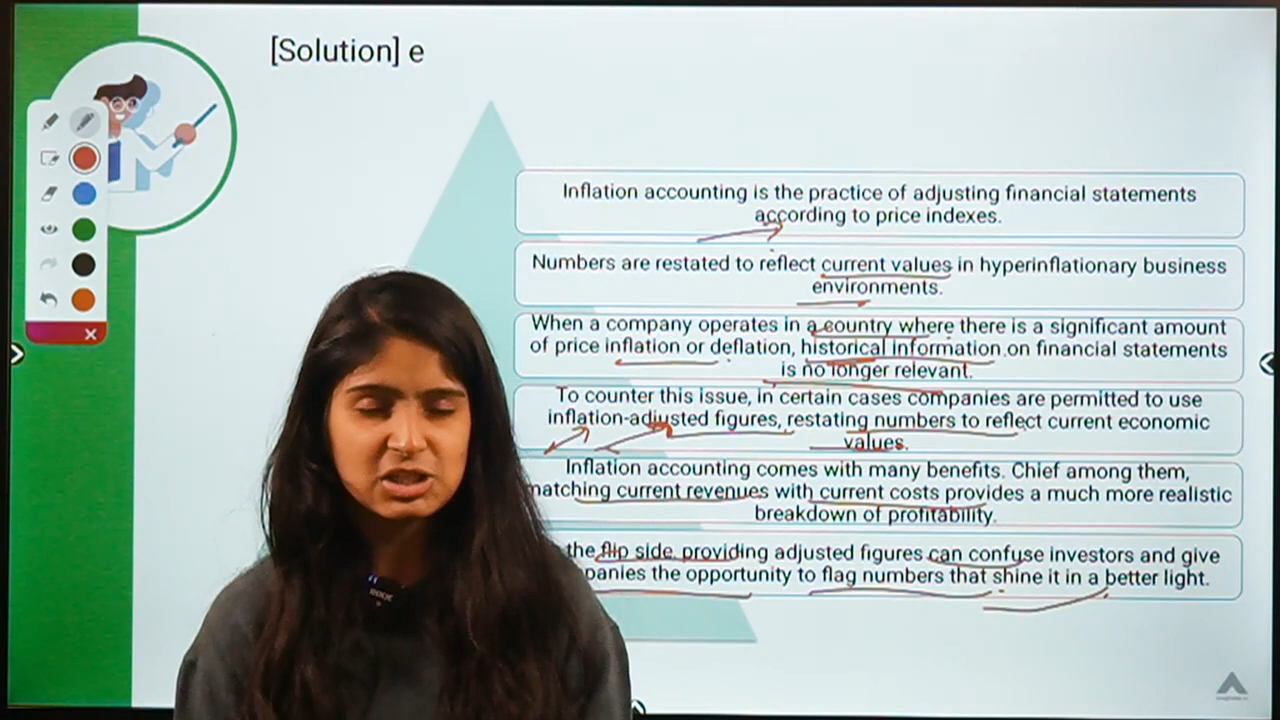 [Solution] e
Inflation accounting is the practice of adjusting financial statements
according to price indexes.
Numbers are restated to reflect current values in hyperinflationary business
environments.
When a company operates in a country where there is a significant amount
of price inflation or deflation, historical information on financial statements
is no longer relevant.
To counter this issue, in certain cases companies are permitted to use
inflation-adjusted figures, restating numbers to reflect current economic
values.
Inflation accounting comes with many benefits. Chief among them,
matching current revenues with current costs provides a much more realistic
breakdown of profitability.
the flip side, providing adjusted figures can confuse investors and give
panies the opportunity to flag numbers that shine it in a better light.